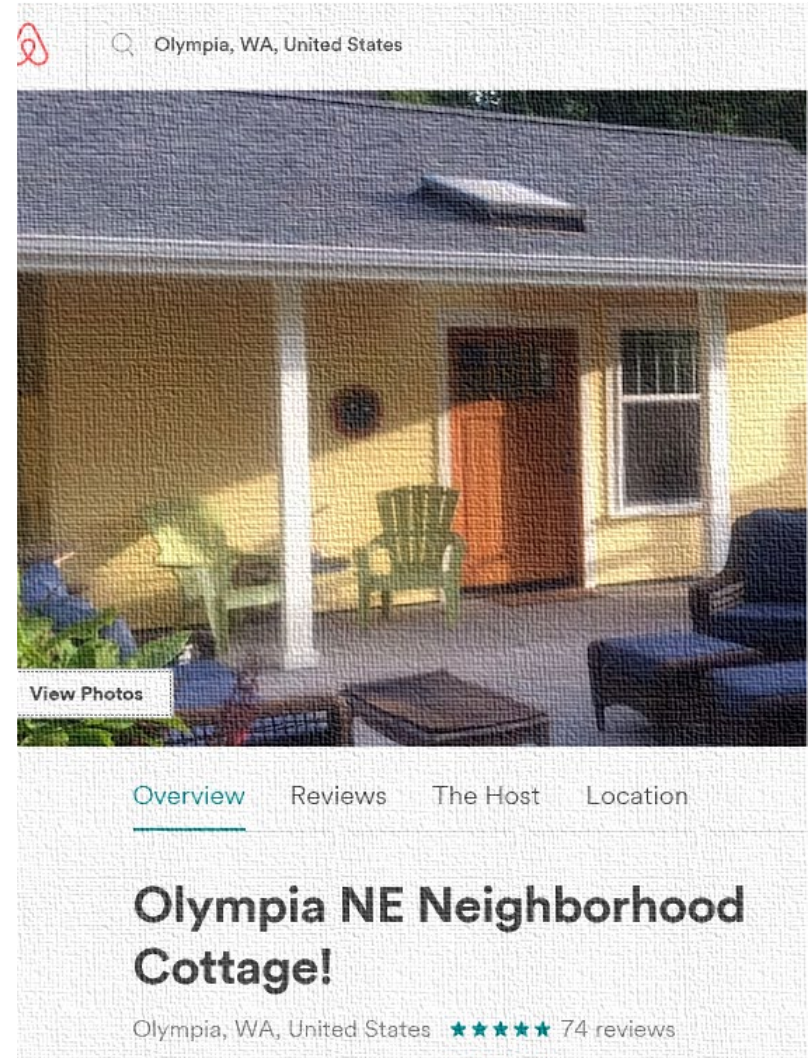 Olympia, WA, United States
View Photos
Overview Reviews The Host Location
Olympia NE Neighborhood
Cottage!
Olympia, WA, United States ★★★★★ 74 reviews